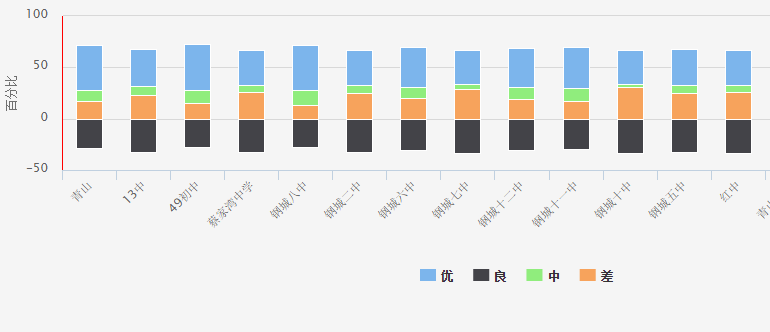 100
50
0
-50
百分比
青山
13中
49初中
蔡家湾中学
钢城八中
钢城二中
钢城六中
钢城七中
钢城十二中
钢城十一中
钢城十中
钢城五中
红中
青山
优 良 中 差